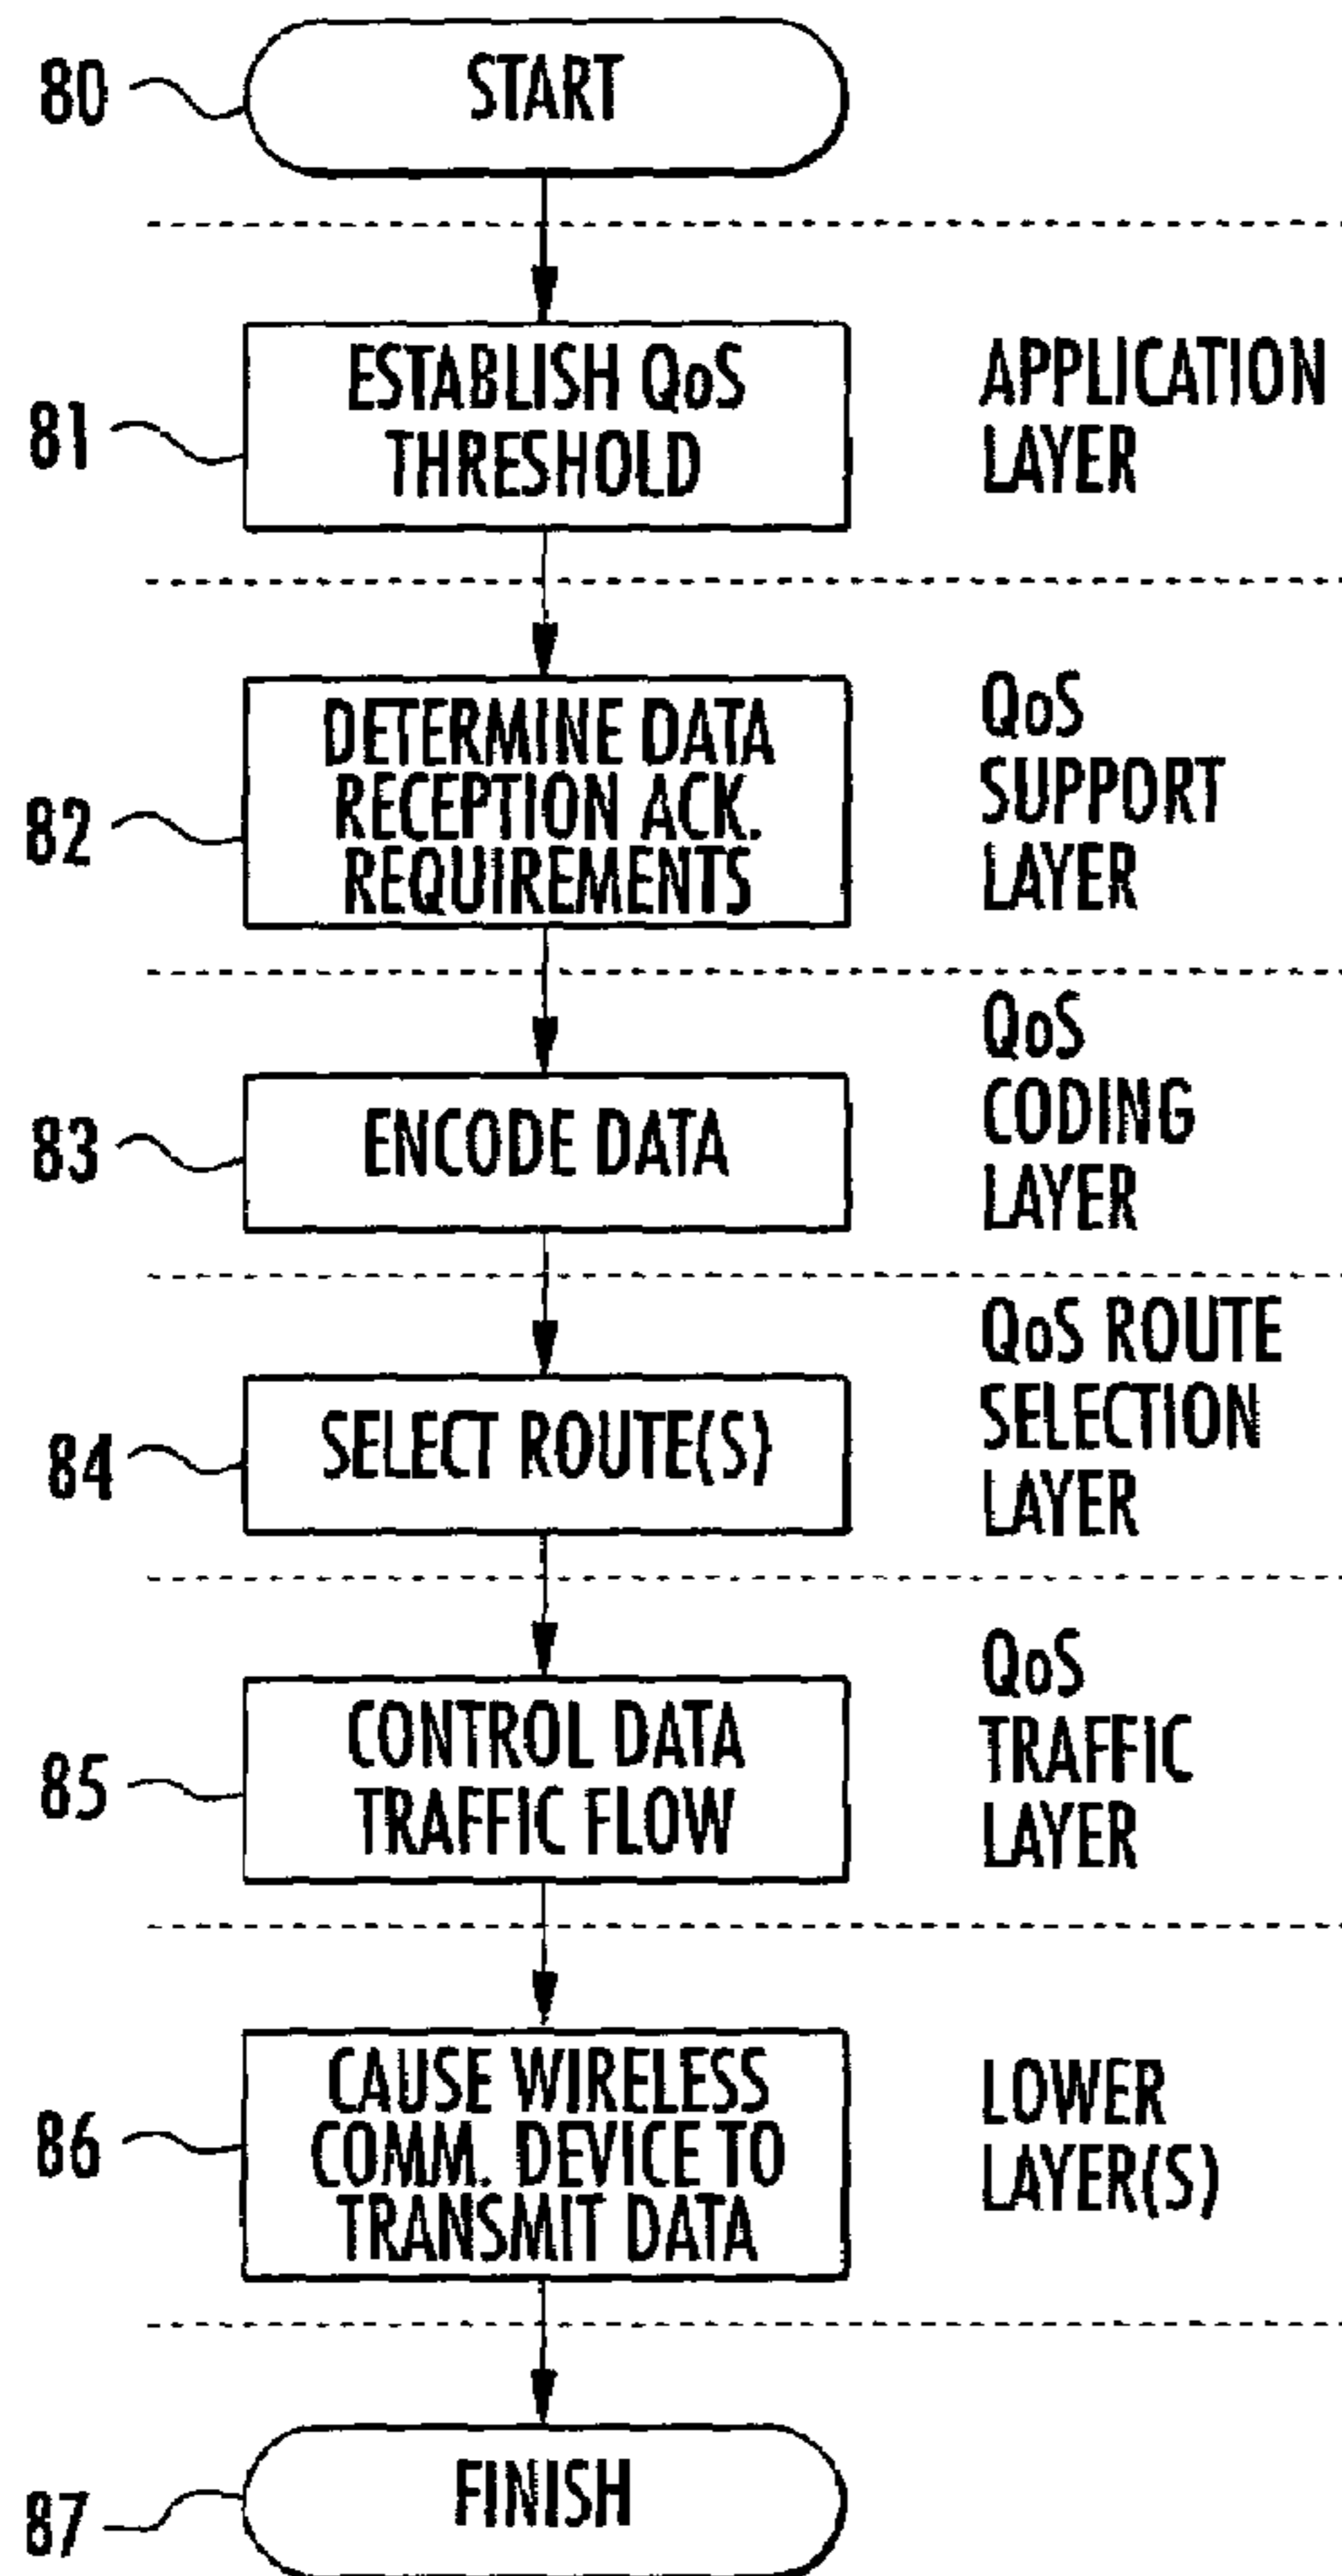 80
START
81
ESTABLISH QoS
THRESHOLD
APPLICATION
LAYER
82
DETERMINE DATA
RECEPTION ACK.
REQUIREMENTS
QoS
SUPPORT
LAYER
83
ENCODE DATA
QoS
CODING
LAYER
84
SELECT ROUTE(S)
QoS ROUTE
SELECTION
LAYER
85
CONTROL DATA
TRAFFIC FLOW
QoS
TRAFFIC
LAYER
86
CAUSE WIRELESS
COMM. DEVICE TO
TRANSMIT DATA
LOWER
LAYER(S)
87
FINISH